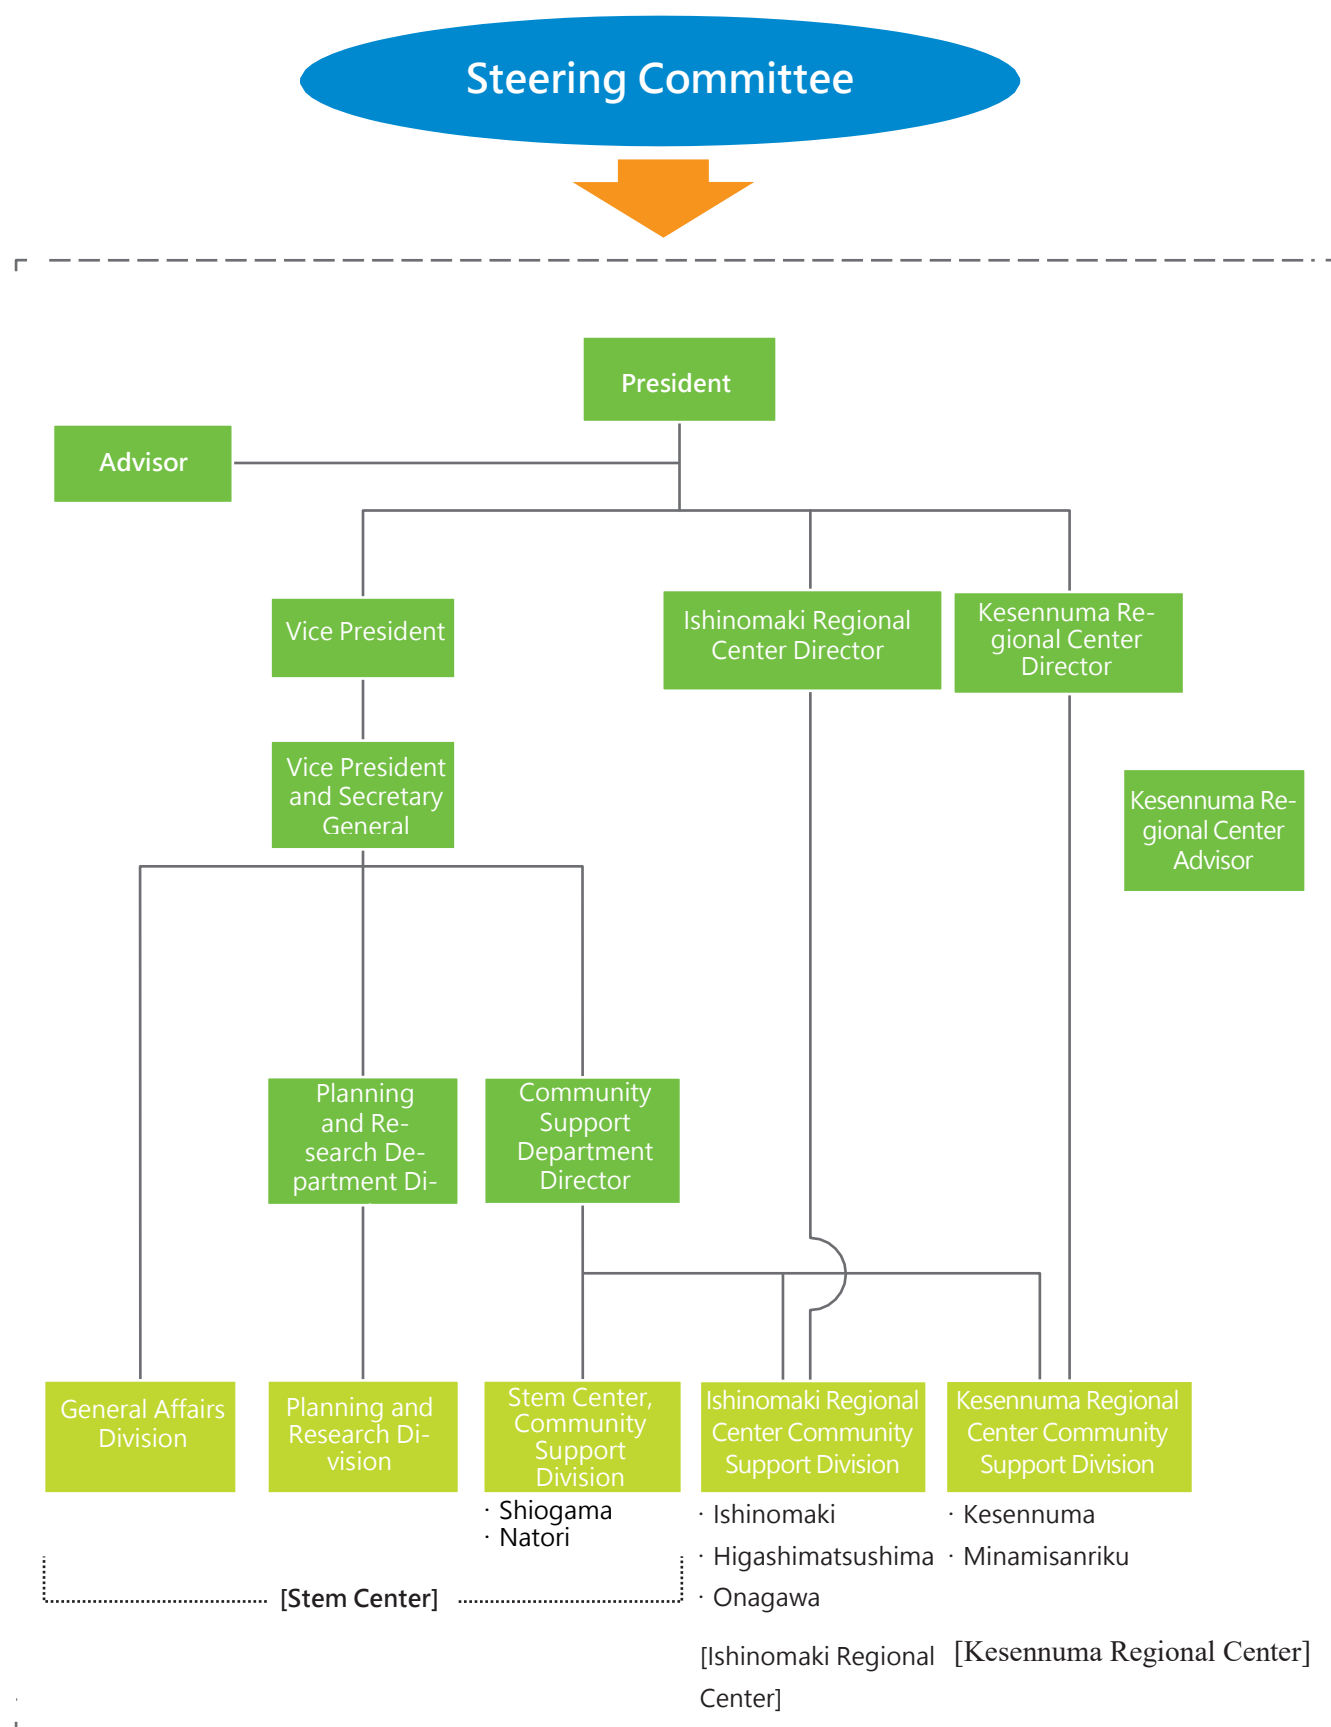 Steering Committee
President
Advisor
Vice President
Ishinomaki Regional
Center Director
Kesennuma Re-
gional Center
Director
Vice President
and Secretary
General
Kesennuma Re-
gional Center
Advisor
Planning
and Re-
search De-
partment Di-
Community
Support
Department
Director
General Affairs
Division
Planning and
Research Di-
vision
Stem Center,
Community
Support
Division
· Shiogama
· Natori
Ishinomaki Regional
Center Community
Support Division
· Ishinomaki
· Higashimatsushima
· Onagawa
Kesennuma Regional
Center Community
Support Division
· Kesennuma
· Minamisanriku
[Stem Center]
[Ishinomaki Regional
Center]
[Kesennuma Regional Center]